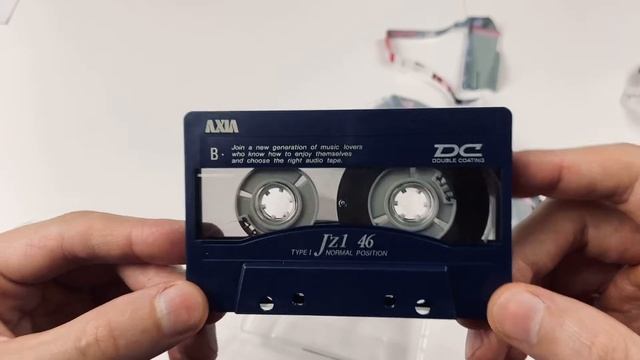 AXIA
B· Join a new generation of music lovers
who know how to enjoy themselves
and choose the right audio tape.
DC
DOUBLE COATING
J'z1 46
TYPE I NORMAL POSITION